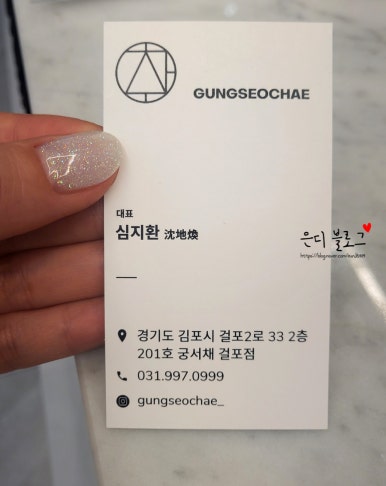 GUNGSEOCHAE
대표
심지환 沈地煥
경기도 김포시 걸포2로 33 2층
201호 궁서채 걸포점
031.997.0999
gungseochae_
은디 블로그